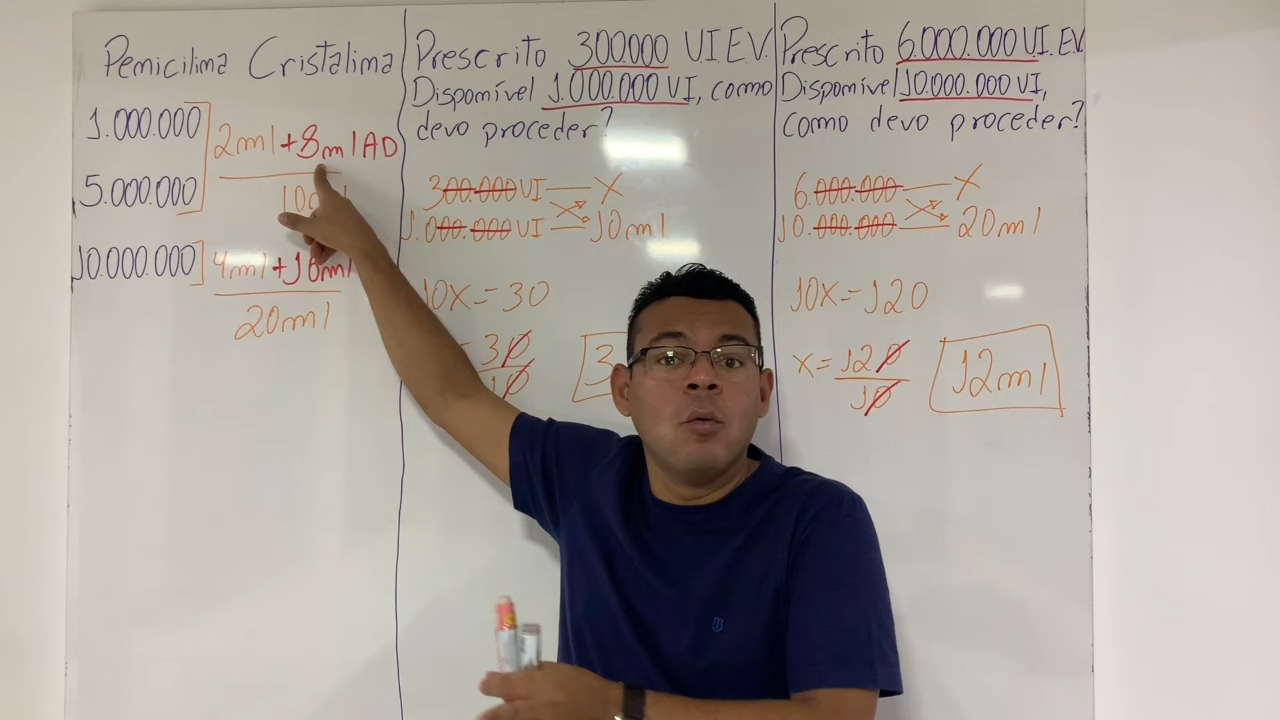 Penicilina Cristalina
1.000.000
5.000.000
2ml+8ml AD
10.000.000
4ml+16ml
20ml
Prescrito 300.000 UI.EV.
Disponível 1.000.000 UI, como
devo proceder?
300.000 UI — X
1.000.000 UI — 10ml
10x=30
30
10
3
Prescrito 6.000.000 UI.EV.
Disponível 10.000.000 UI,
como devo proceder?
6.000.000 — X
10.000.000 — 20ml
10x=120
x=120
10
12ml